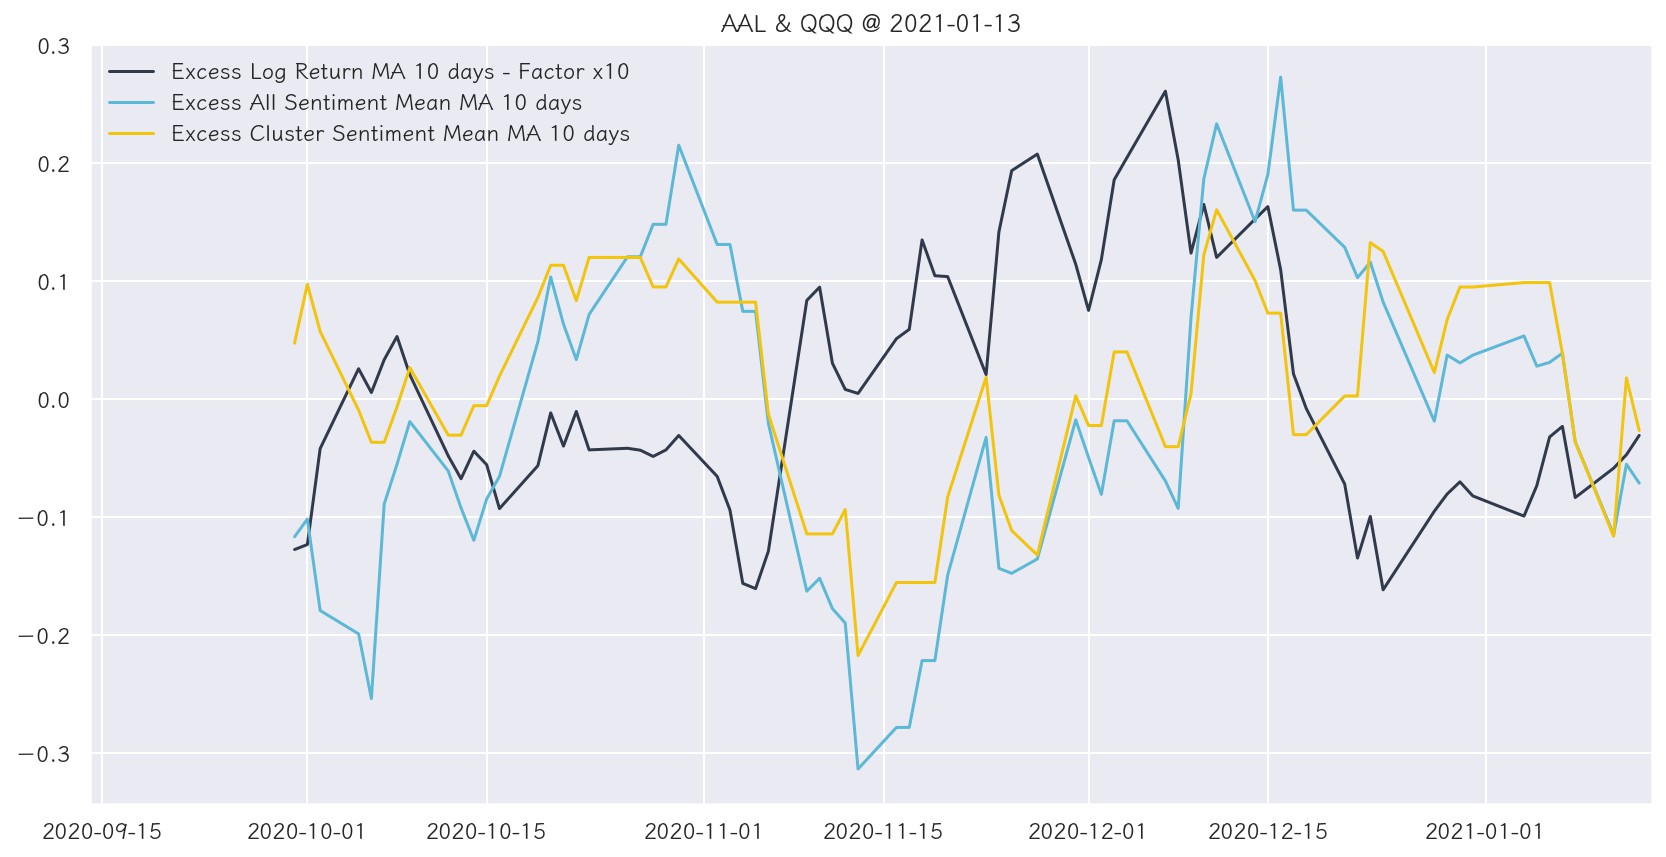 AAL & QQQ @ 2021-01-13
Excess Log Return MA 10 days - Factor x10
Excess All Sentiment Mean MA 10 days
Excess Cluster Sentiment Mean MA 10 days
0.3
0.2
0.1
0.0
−0.1
−0.2
−0.3
2020-09-15 2020-10-01 2020-10-15 2020-11-01 2020-11-15 2020-12-01 2020-12-15 2021-01-01